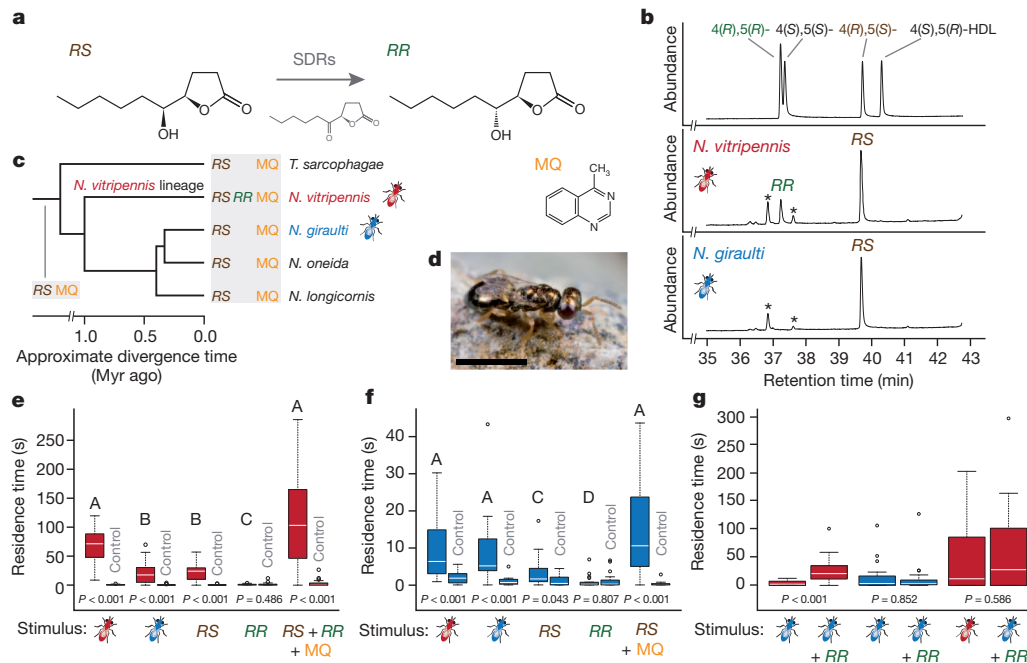 a
RS
SDRs
RR
OH
O
O
O
O
O
OH
O
O
b
4(R),5(R)- 4(S),5(S)- 4(R),5(S)- 4(S),5(R)-HDL
Abundance
N. vitripennis
RS
RR
* *
Abundance
N. giraulti
RS
* *
Abundance
35 36 37 38 39 40 41 42 43
Retention time (min)
c
RS MQ T. sarcophagae
N. vitripennis lineage
RS RR MQ N. vitripennis
RS MQ N. giraulti
RS MQ N. oneida
RS MQ N. longicornis
RS MQ
1.0 0.5 0.0
Approximate divergence time
(Myr ago)
MQ
CH3
N
N
d
e
Residence time (s)
250
200
150
100
50
0
A B B C A
Control Control Control Control Control
P < 0.001 P < 0.001 P < 0.001 P = 0.486 P < 0.001
Stimulus: RS RR RS + RR
+ MQ
f
Residence time (s)
40
30
20
10
0
A A C D A
Control Control Control Control Control
P < 0.001 P < 0.001 P = 0.043 P = 0.807 P < 0.001
Stimulus: RS RR RS
+ MQ
g
Residence time (s)
300
250
200
150
100
50
0
P < 0.001 P = 0.852 P = 0.586
Stimulus:
+ RR + RR + RR